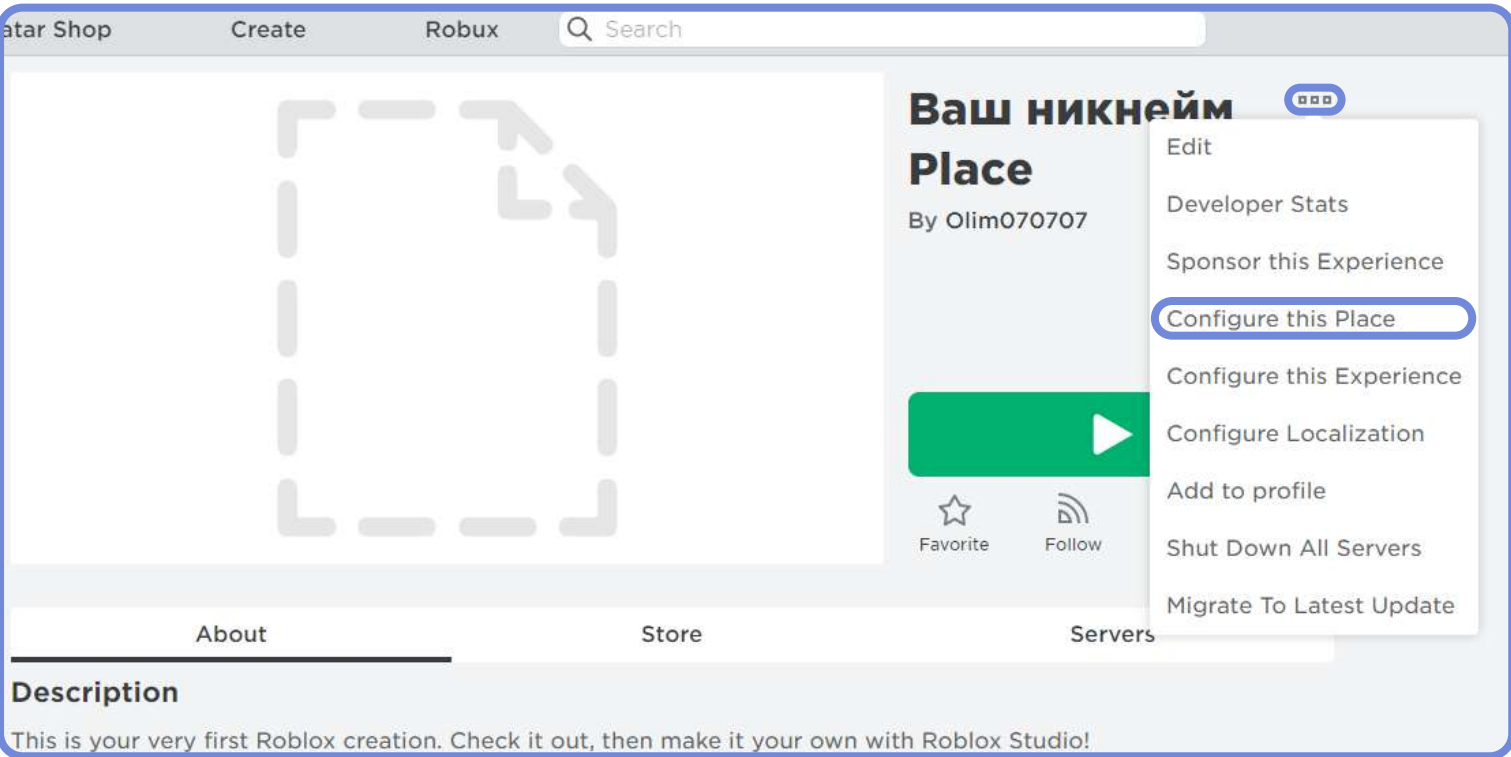 atar Shop Create Robux Search
Ваш никнейм
Place
By Olim070707
Edit
Developer Stats
Sponsor this Experience
Configure this Place
Configure this Experience
Configure Localization
Add to profile
Shut Down All Servers
Migrate To Latest Update
Favorite Follow
About Store Servers
Description
This is your very first Roblox creation. Check it out, then make it your own with Roblox Studio!